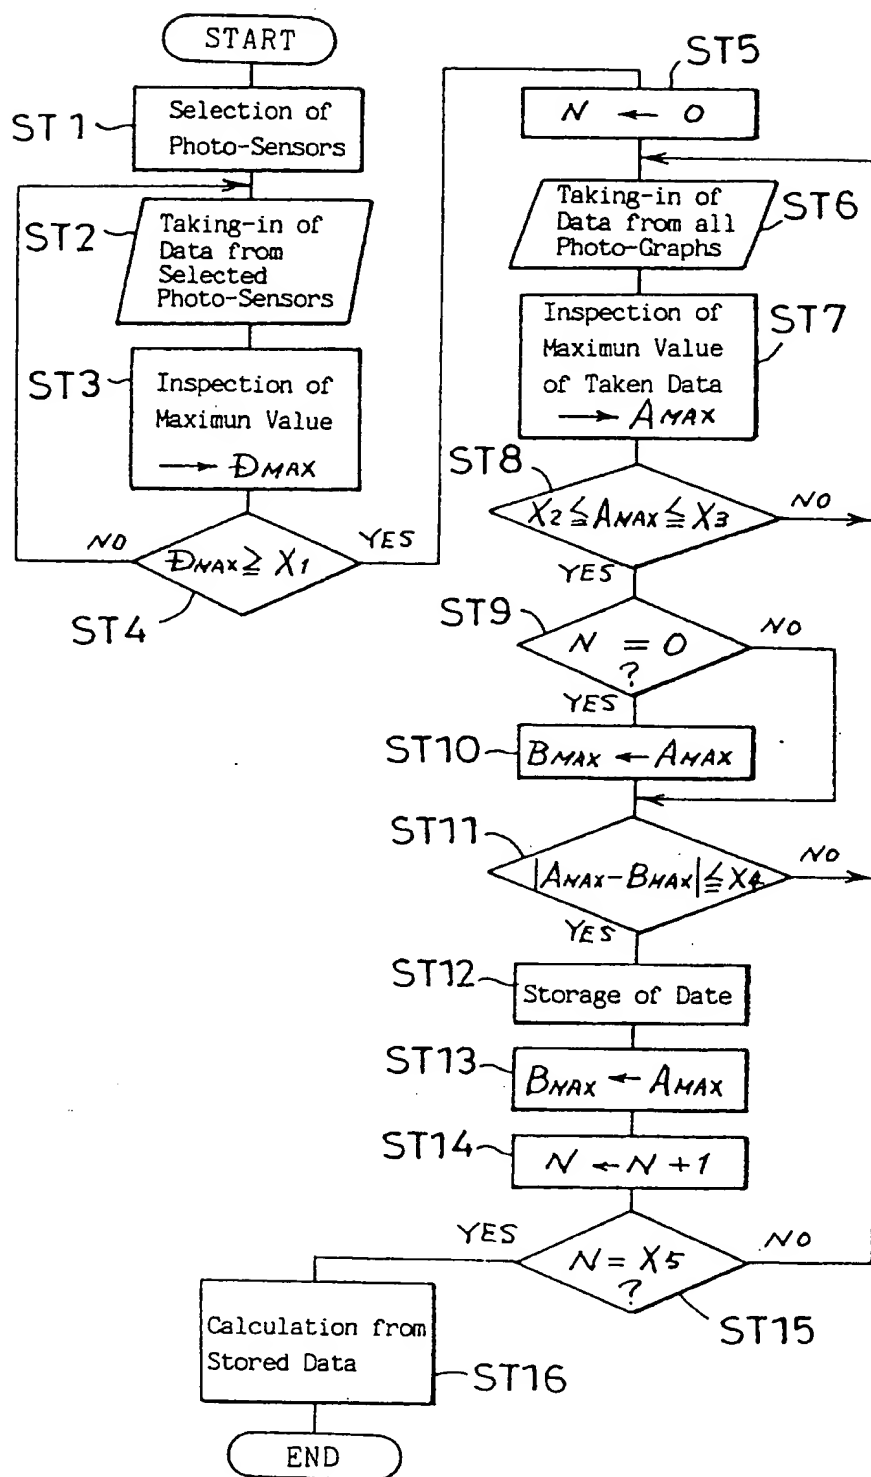 START
ST1
Selection of
Photo-Sensors
ST2
Taking-in of
Data from
Selected
Photo-Sensors
ST3
Inspection of
Maximun Value
→ DMAX
NO
DMAX ≧ X1
YES
ST4
ST5
N ← 0
ST6
Taking-in of
Data from all
Photo-Graphs
ST7
Inspection of
Maximun Value
of Taken Data
→ AMAX
ST8
X2 ≦ AMAX ≦ X3
NO
YES
ST9
N = 0
?
NO
YES
ST10
BMAX ← AMAX
ST11
|AMAX - BMAX| ≦ X4
NO
YES
ST12
Storage of Date
ST13
BMAX ← AMAX
ST14
N ← N + 1
YES
N = X5
?
NO
ST15
Calculation from
Stored Data
ST16
END